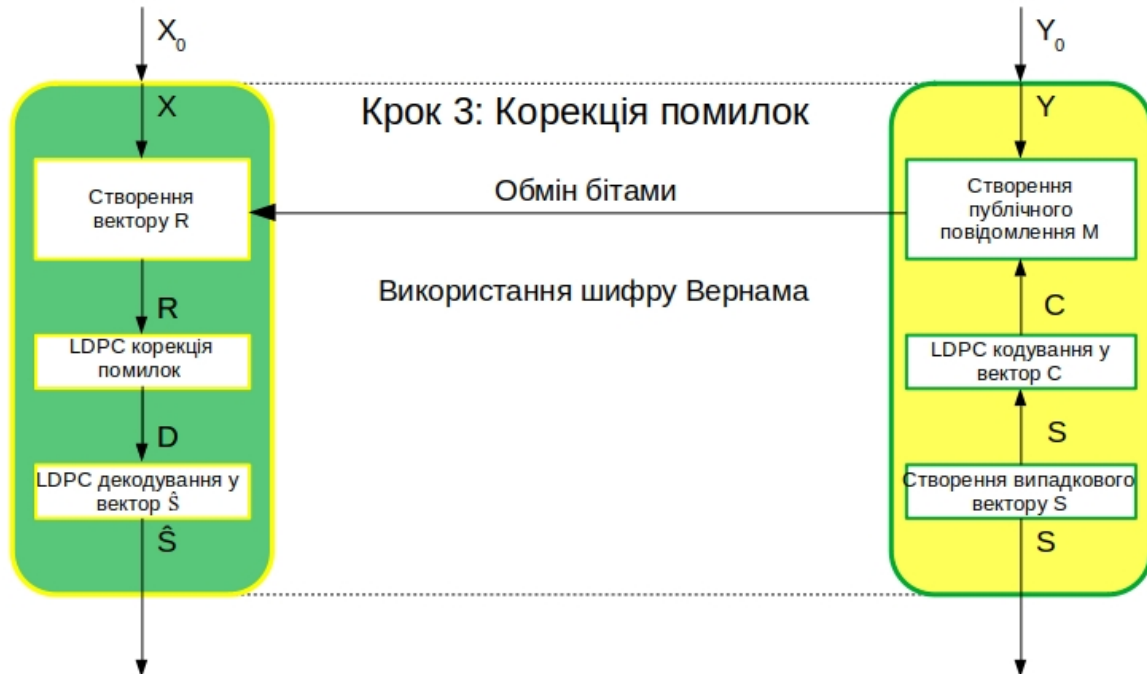 X₀
Y₀
X
Крок 3: Корекція помилок
Y
Створення
вектору R
Обмін бітами
Створення
публічного
повідомлення M
Використання шифру Вернама
R
C
LDPC корекція
помилок
LDPC кодування у
вектор C
D
S
LDPC декодування у
вектор Ŝ
Створення випадкового
вектору S
Ŝ
S